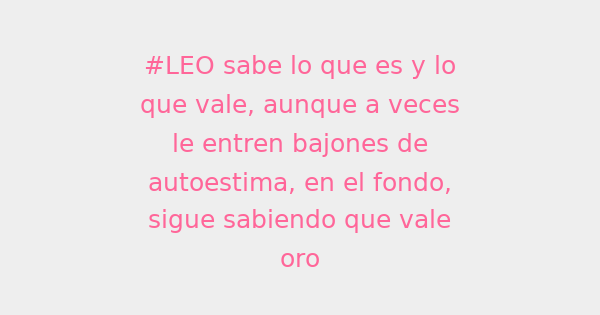 #LEO sabe lo que es y lo
que vale, aunque a veces
le entren bajones de
autoestima, en el fondo,
sigue sabiendo que vale
oro